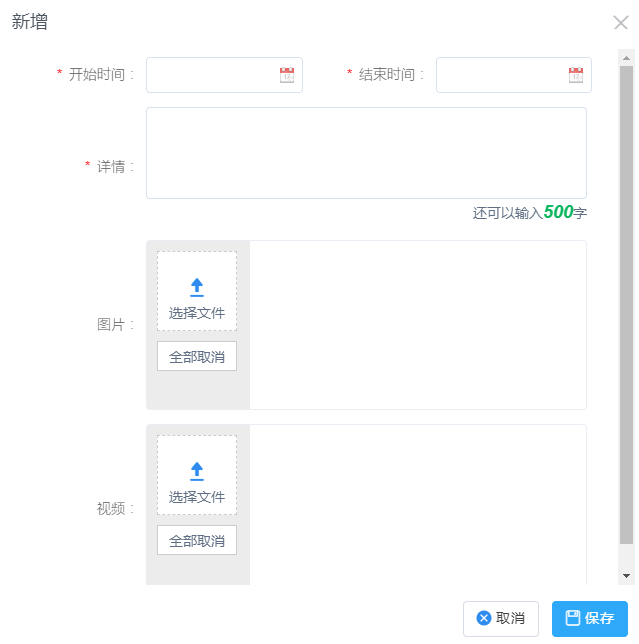 新增
* 开始时间： * 结束时间：
* 详情：
还可以输入500字
选择文件
图片：
全部取消
选择文件
视频：
全部取消
取消 保存